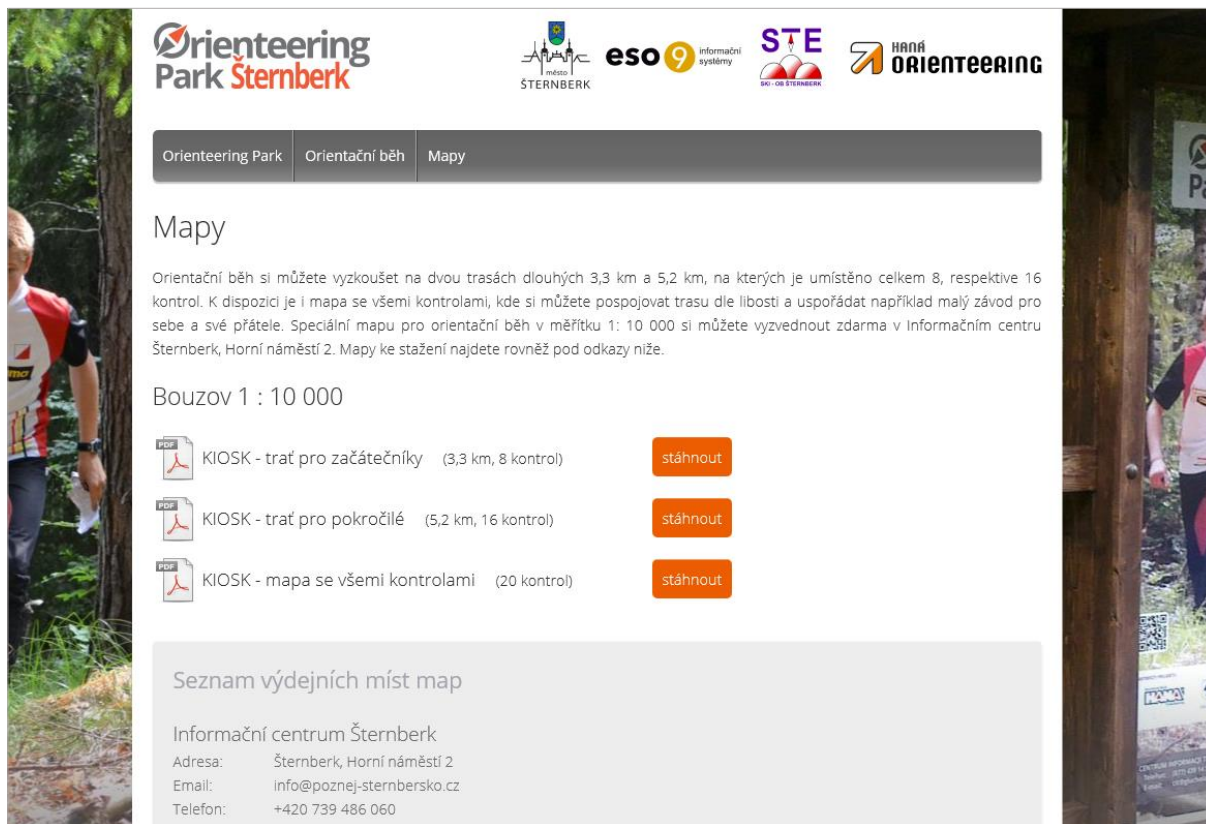 Orienteering
Park Šternberk
město
ŠTERNBERK
eso9 informační
systémy
STE
SKI - OB ŠTERNBERK
HANÁ
ORIENTEERING
Orienteering Park
Orientační běh
Mapy
Mapy
Orientační běh si můžete vyzkoušet na dvou trasách dlouhých 3,3 km a 5,2 km, na kterých je umístěno celkem 8, respektive 16
kontrol. K dispozici je i mapa se všemi kontrolami, kde si můžete pospojovat trasu dle libosti a uspořádat například malý závod pro
sebe a své přátele. Speciální mapu pro orientační běh v měřítku 1: 10 000 si můžete vyzvednout zdarma v Informačním centru
Šternberk, Horní náměstí 2. Mapy ke stažení najdete rovněž pod odkazy níže.
Bouzov 1 : 10 000
PDF KIOSK - trať pro začátečníky (3,3 km, 8 kontrol) stáhnout
PDF KIOSK - trať pro pokročilé (5,2 km, 16 kontrol) stáhnout
PDF KIOSK - mapa se všemi kontrolami (20 kontrol) stáhnout
Seznam výdejních míst map
Informační centrum Šternberk
Adresa: Šternberk, Horní náměstí 2
Email: info@poznej-sternbersko.cz
Telefon: +420 739 486 060